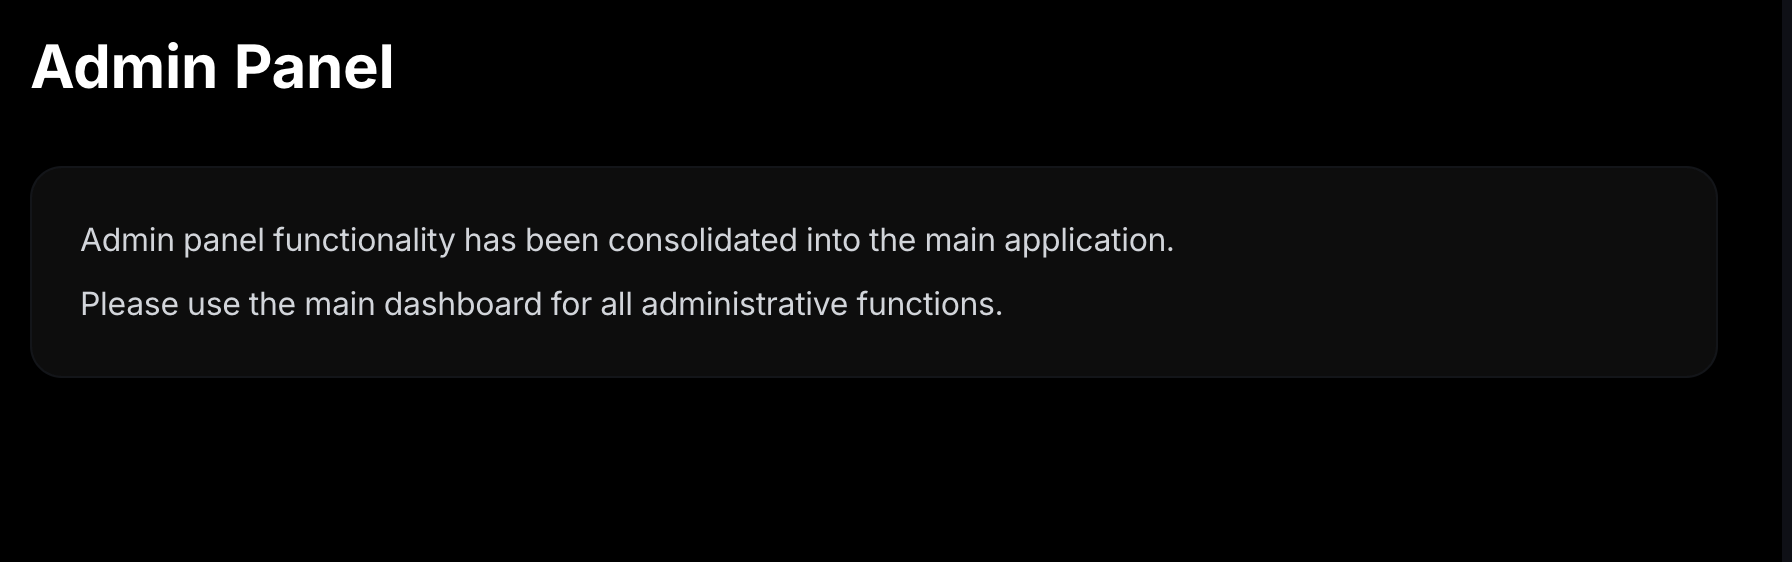 Admin Panel
Admin panel functionality has been consolidated into the main application.
Please use the main dashboard for all administrative functions.